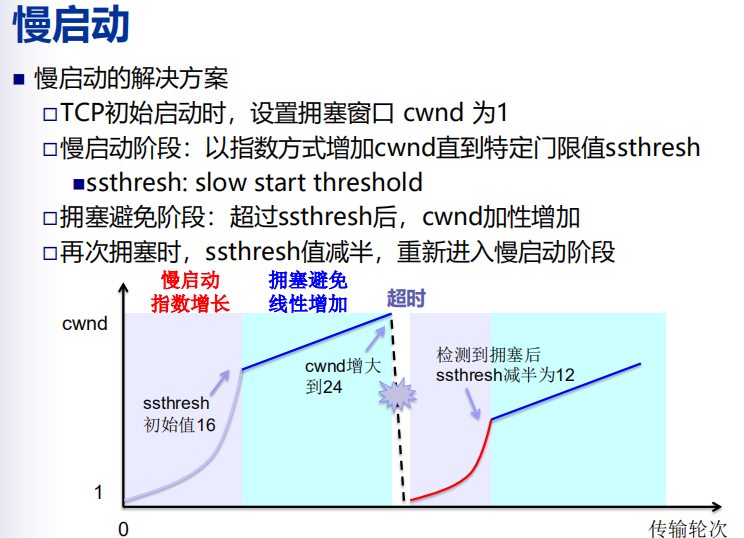 慢启动
慢启动的解决方案
TCP初始启动时，设置拥塞窗口 cwnd 为1
慢启动阶段：以指数方式增加cwnd直到特定门限值ssthresh
ssthresh: slow start threshold
拥塞避免阶段：超过ssthresh后，cwnd加性增加
再次拥塞时，ssthresh值减半，重新进入慢启动阶段
慢启动
指数增长
拥塞避免
线性增加
超时
cwnd
cwnd增大
到24
检测到拥塞后
ssthresh减半为12
ssthresh
初始值16
1
0
传输轮次